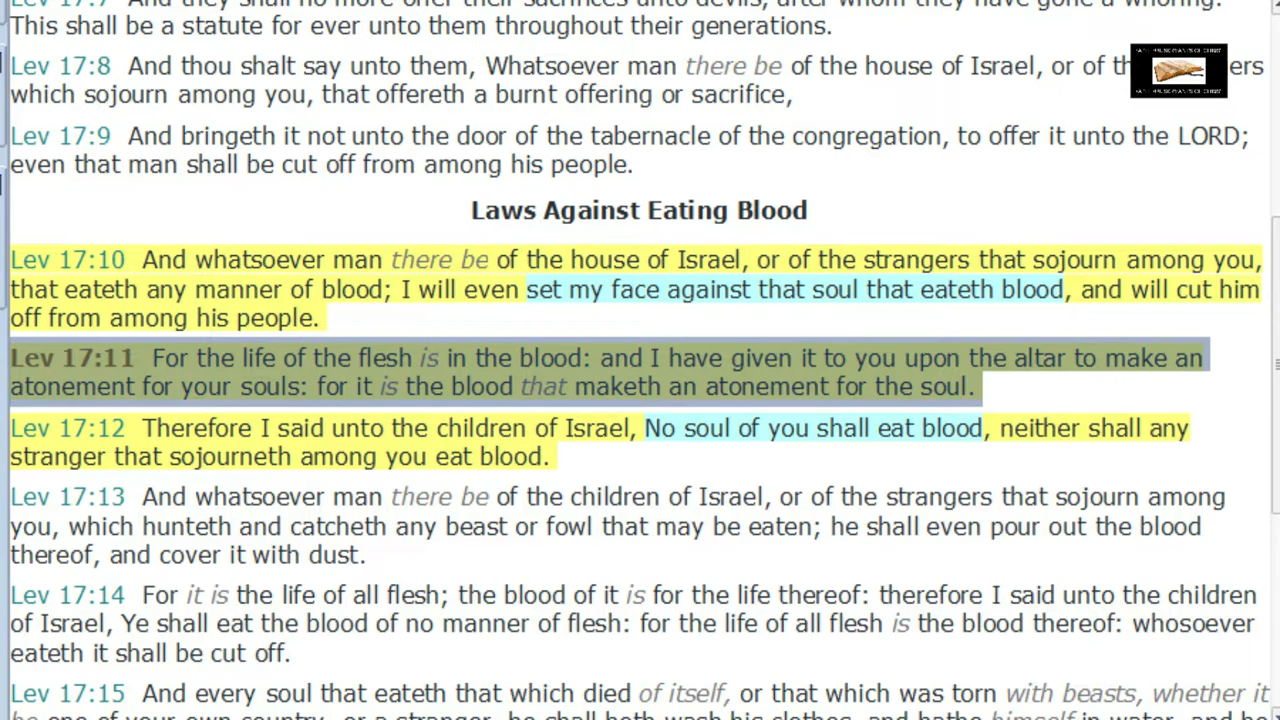 This shall be a statute for ever unto them throughout their generations.
Lev 17:8 And thou shalt say unto them, Whatsoever man there be of the house of Israel, or of th ers
which sojourn among you, that offereth a burnt offering or sacrifice,
Lev 17:9 And bringeth it not unto the door of the tabernacle of the congregation, to offer it unto the LORD;
even that man shall be cut off from among his people.
Laws Against Eating Blood
Lev 17:10 And whatsoever man there be of the house of Israel, or of the strangers that sojourn among you,
that eateth any manner of blood; I will even set my face against that soul that eateth blood, and will cut him
off from among his people.
Lev 17:11 For the life of the flesh is in the blood: and I have given it to you upon the altar to make an
atonement for your souls: for it is the blood that maketh an atonement for the soul.
Lev 17:12 Therefore I said unto the children of Israel, No soul of you shall eat blood, neither shall any
stranger that sojourneth among you eat blood.
Lev 17:13 And whatsoever man there be of the children of Israel, or of the strangers that sojourn among
you, which hunteth and catcheth any beast or fowl that may be eaten; he shall even pour out the blood
thereof, and cover it with dust.
Lev 17:14 For it is the life of all flesh; the blood of it is for the life thereof: therefore I said unto the children
of Israel, Ye shall eat the blood of no manner of flesh: for the life of all flesh is the blood thereof: whosoever
eateth it shall be cut off.
Lev 17:15 And every soul that eateth that which died of itself, or that which was torn with beasts, whether it